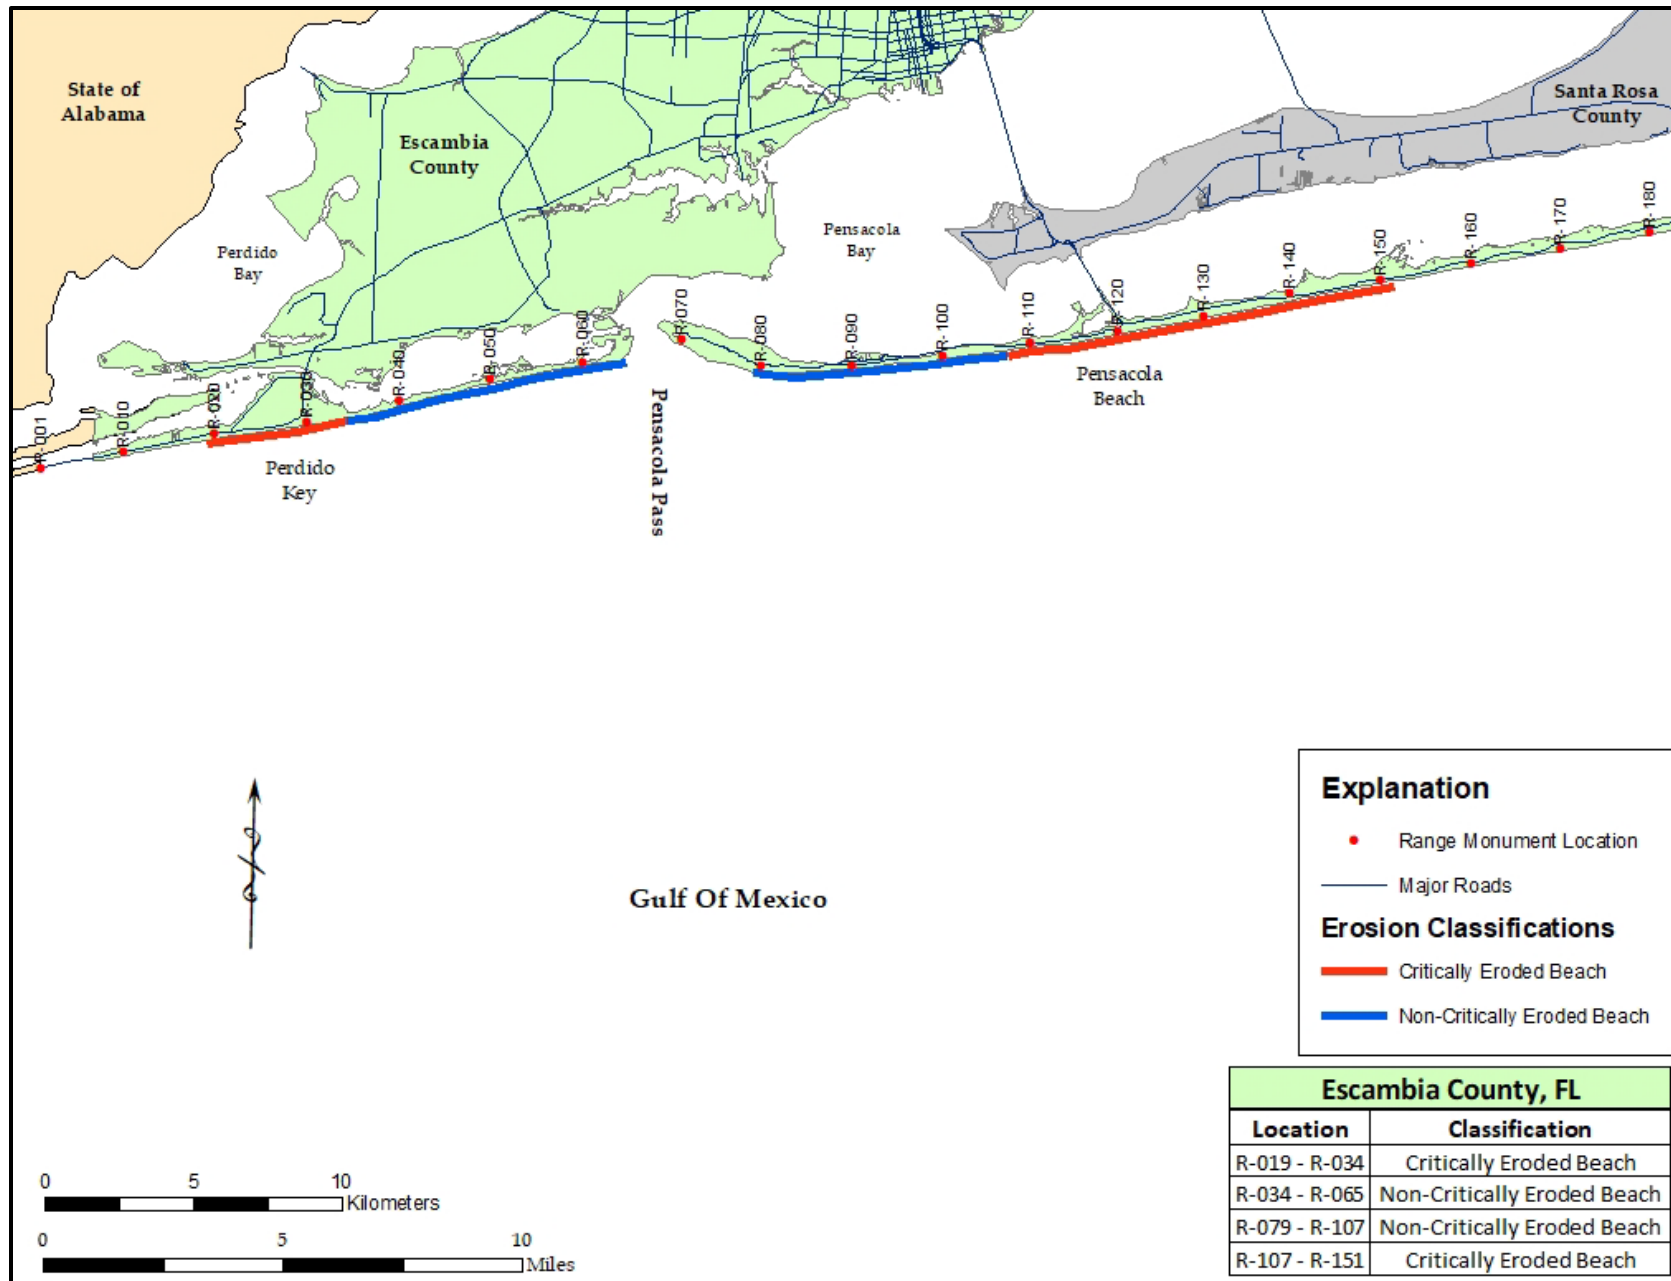 State of
Alabama
Escambia
County
Santa Rosa
County
Perdido
Bay
Pensacola
Bay
R-001
R-010
R-020
R-030
R-040
R-050
R-060
R-070
R-080
R-090
R-100
R-110
R-120
R-130
R-140
R-150
R-160
R-170
R-180
Perdido
Key
Pensacola Pass
Pensacola
Beach
Gulf Of Mexico
Explanation
Range Monument Location
Major Roads
Erosion Classifications
Critically Eroded Beach
Non-Critically Eroded Beach
Escambia County, FL
Location Classification
R-019 - R-034 Critically Eroded Beach
R-034 - R-065 Non-Critically Eroded Beach
R-079 - R-107 Non-Critically Eroded Beach
R-107 - R-151 Critically Eroded Beach
0 5 10
Kilometers
0 5 10
Miles